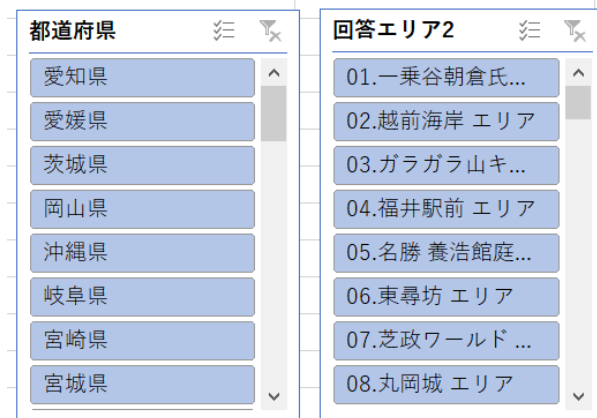 都道府県
愛知県
愛媛県
茨城県
岡山県
沖縄県
岐阜県
宮崎県
宮城県
回答エリア2
01.一乗谷朝倉氏...
02.越前海岸 エリア
03.ガラガラ山キ...
04.福井駅前 エリア
05.名勝 養浩館庭...
06.東尋坊 エリア
07.芝政ワールド ...
08.丸岡城 エリア